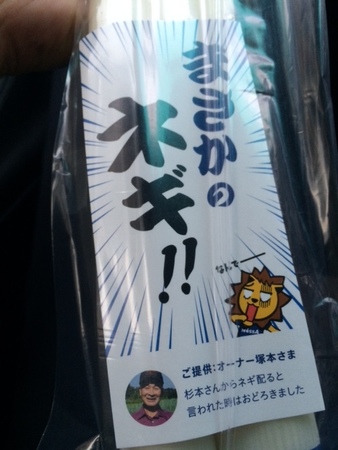 まさかの
ネギ!!
なんでー
ご提供:オーナー塚本さま
杉本さんからネギ配ると
言われた時はおどろきました